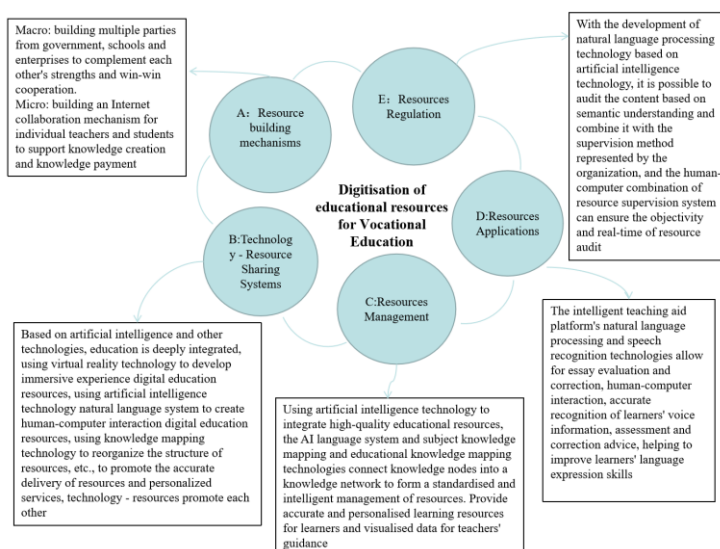 Macro: building multiple parties
from government, schools and
enterprises to complement each
other's strengths and win-win
cooperation.
Micro: building an Internet
collaboration mechanism for
individual teachers and students
to support knowledge creation
and knowledge payment
A： Resource
building
mechanisms
E： Resources
Regulation
With the development of
natural language processing
technology based on
artificial intelligence
technology, it is possible to
audit the content based on
semantic understanding and
combine it with the
supervision method
represented by the
organization, and the human-
computer combination of
resource supervision system
can ensure the objectivity
and real-time of resource
audit
Digitisation of
educational resources
for Vocational
Education
B:Technolog
y - Resource
Sharing
Systems
D:Resources
Applications
C:Resources
Management
Based on artificial intelligence and other
technologies, education is deeply integrated,
using virtual reality technology to develop
immersive experience digital education
resources, using artificial intelligence
technology natural language system to create
human-computer interaction digital education
resources, using knowledge mapping
technology to reorganize the structure of
resources, etc., to promote the accurate
delivery of resources and personalized
services, technology - resources promote each
other
Using artificial intelligence technology to
integrate high-quality educational resources,
the AI language system and subject knowledge
mapping and educational knowledge mapping
technologies connect knowledge nodes into a
knowledge network to form a standardised and
intelligent management of resources. Provide
accurate and personalised learning resources
for learners and visualised data for teachers'
guidance
The intelligent teaching aid
platform's natural language
processing and speech
recognition technologies allow
for essay evaluation and
correction, human-computer
interaction, accurate
recognition of learners' voice
information, assessment and
correction advice, helping to
improve learners' language
expression skills